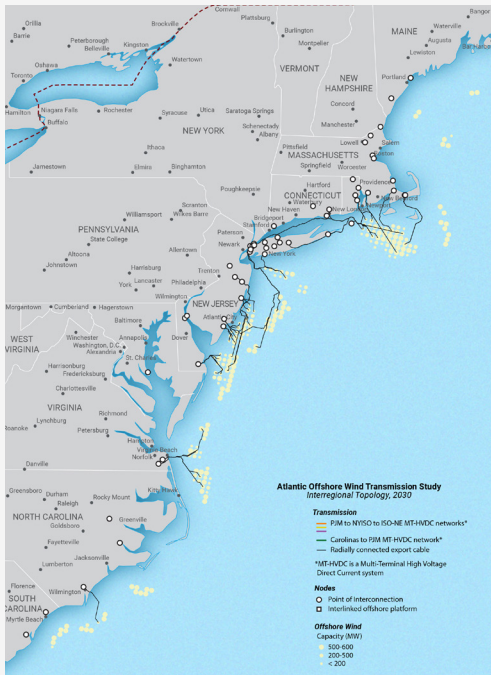 Cornwall
Bangor
Orillia
Barrie
Brockville
Plattsburg
MAINE
Waterville
Peterborough
Belleville
Kingston
Burlington
Augusta
Montpelier
Lewiston
Oshawa
Watertown
Toronto
VERMONT
Portland
NEW
HAMPSHIRE
Hamilton
Niagara Falls
Rochester
Syracuse
Utica
Saratoga Springs
Concord
Buffalo
Schenectady
Albany
Manchester
NEW YORK
Lowell
Salem
Boston
Ithaca
Pittsfield
MASSACHUSETTS
Springfield
Worcester
Jamestown
Elmira
Binghamton
Hartford
Providence
CONNECTICUT
Poughkeepsie
Waterbury
New Bedford
Scranton
Wilkes Barre
New Haven
New London
Newport
Williamsport
Bridgeport
Stamford
PENNSYLVANIA
State College
Paterson
Newark
New York
Altoona
Allentown
Johnstown
Harrisburg
Trenton
York
Lancaster
Philadelphia
Wilmington
NEW JERSEY
Morgantown
Cumberland
Hagerstown
Atlantic City
Baltimore
WEST
VIRGINIA
Winchester
Washington, D.C.
Alexandria
Annapolis
Dover
St. Charles
Harrisonburg
Fredericksburg
Charlottesville
VIRGINIA
Richmond
Lynchburg
Roanoke
Petersburg
Hampton
Virginia Beach
Norfolk
Danville
Kitty Hawk
Greensboro
Durham
Raleigh
Rocky Mount
NORTH CAROLINA
Greenville
Goldsboro
Fayetteville
Jacksonville
Lumberton
Florence
Wilmington
SOUTH
CAROLINA
Myrtle Beach
Atlantic Offshore Wind Transmission Study
Interregional Topology, 2030
Transmission
PJM to NYISO to ISO-NE MT-HVDC networks*
Carolinas to PJM MT-HVDC network*
Radially connected export cable
*MT-HVDC is a Multi-Terminal High Voltage
Direct Current system
Nodes
Point of Interconnection
Interlinked offshore platform
Offshore Wind
Capacity (MW)
500-600
200-500
< 200